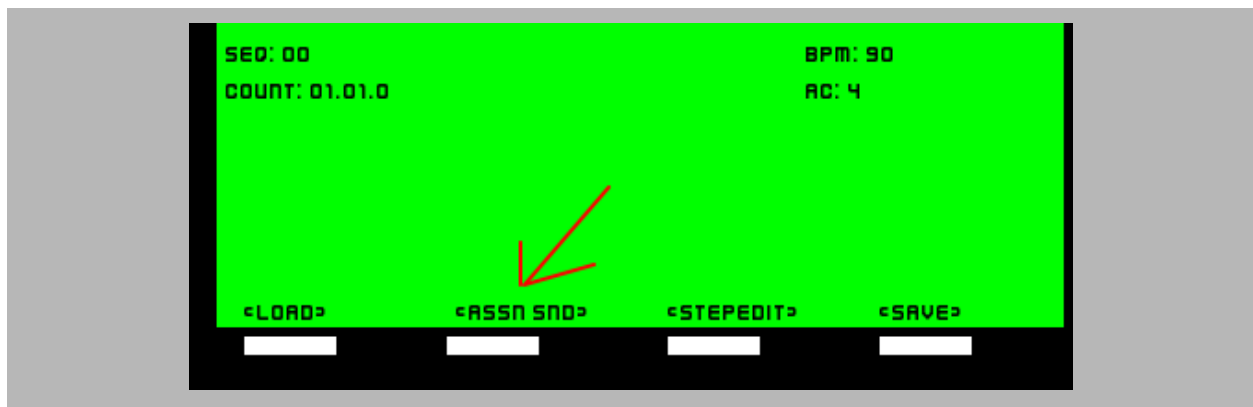 SEQ: 00 BPM: 90
COUNT: 01.01.0 AC: 4
<LOAD> <ASSN SND> <STEPEDIT> <SAVE>